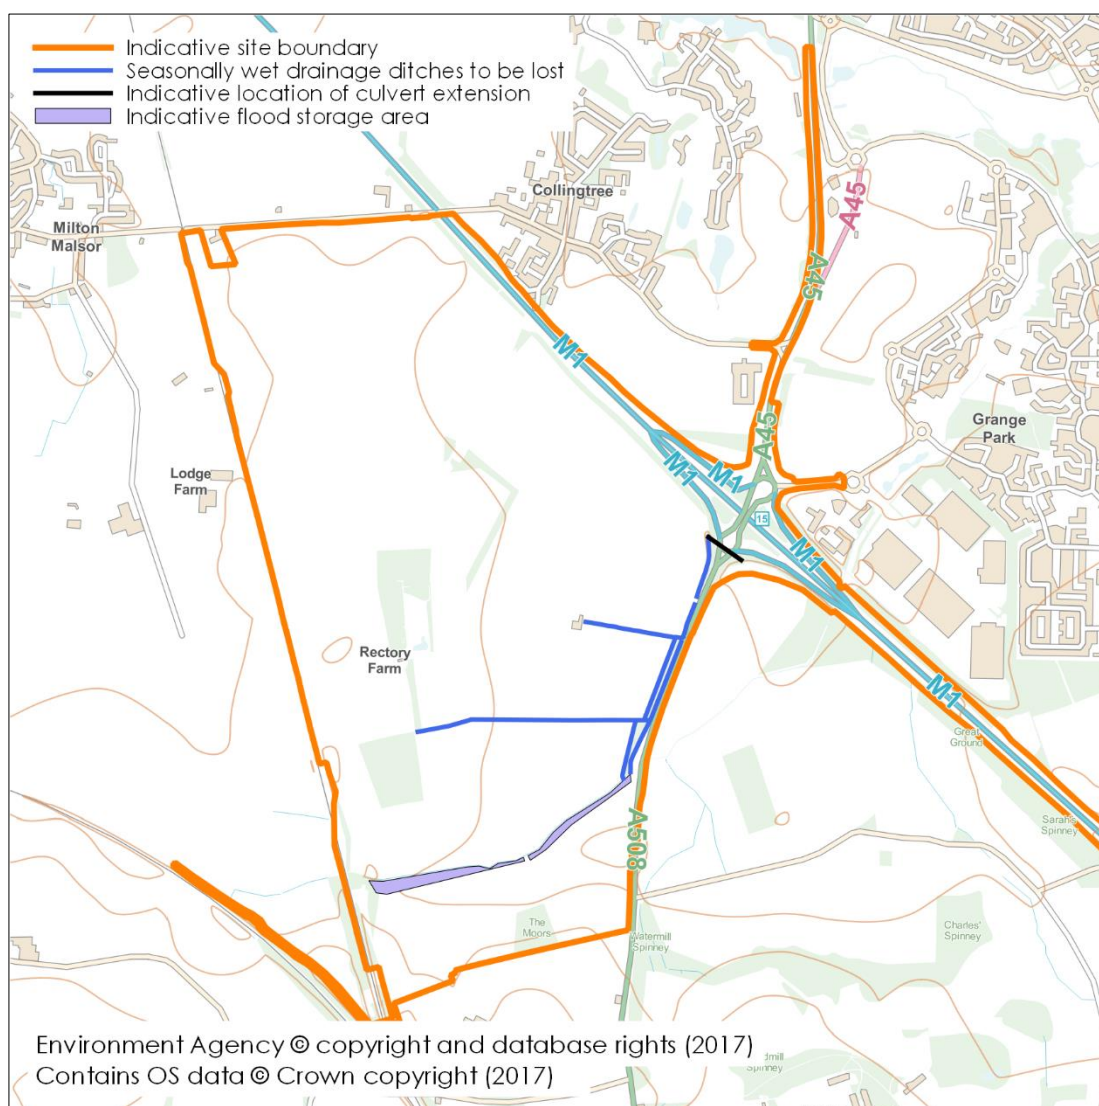 Indicative site boundary
Seasonally wet drainage ditches to be lost
Indicative location of culvert extension
Indicative flood storage area
Collingtree
Milton
Malsor
A45
A45
M1
A45
Grange
Park
M1
M1
Lodge
Farm
15
M1
Rectory
Farm
M1
Great
Ground
Sarah's
Spinney
A508
The
Moors
Watermill
Spinney
Charles'
Spinney
Environment Agency © copyright and database rights (2017)
Contains OS data © Crown copyright (2017)
Spinney